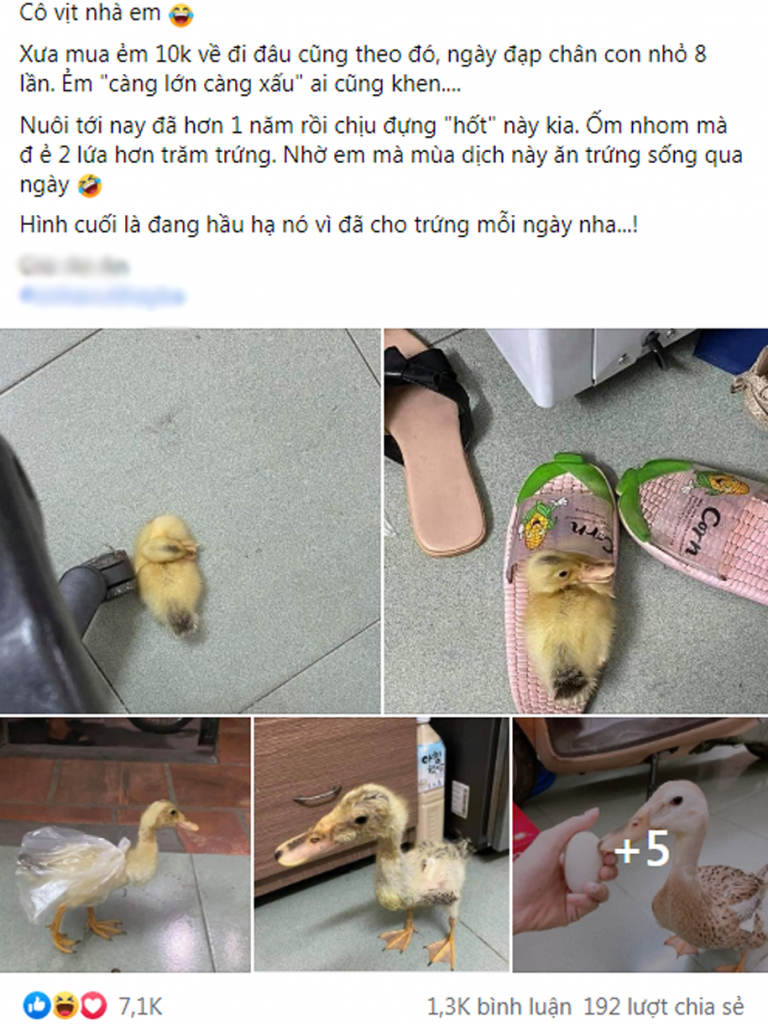 Cô vịt nhà em 😂
Xưa mua ẻm 10k về đi đâu cũng theo đó, ngày đạp chân con nhỏ 8
lần. Ẻm "càng lớn càng xấu" ai cũng khen....
Nuôi tới nay đã hơn 1 năm rồi chịu đựng "hốt" này kia. Ốm nhom mà
đ ẻ 2 lứa hơn trăm trứng. Nhờ em mà mùa dịch này ăn trứng sống qua
ngày 🤣
Hình cuối là đang hầu hạ nó vì đã cho trứng mỗi ngày nha...!
Corn
Corn
+5
7,1K
1,3K bình luận 192 lượt chia sẻ